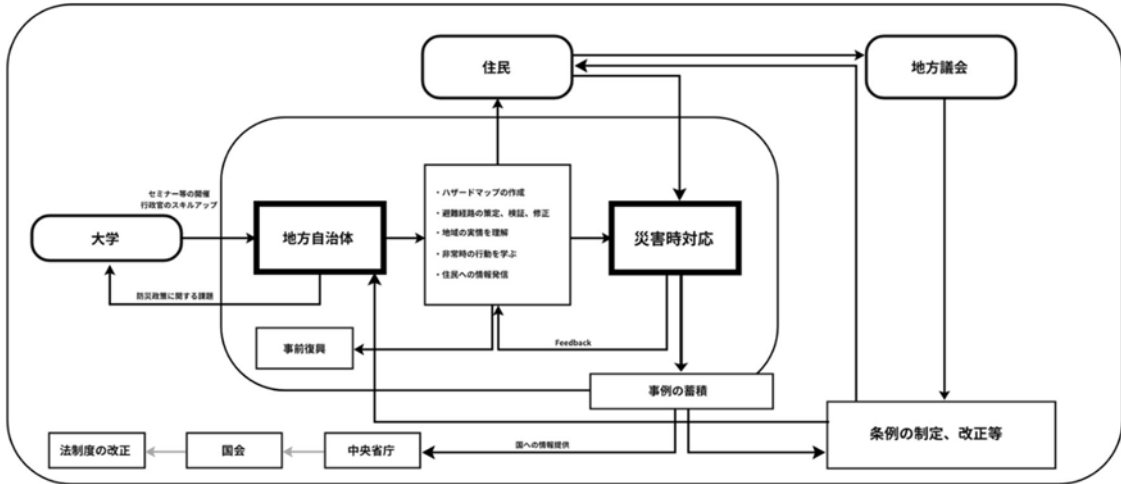 住民
地方議会
・ハザードマップの作成
・避難経路の策定、検証、修正
・地域の実情を理解
・非常時の行動を学ぶ
・住民への情報発信
セミナー等の開催
行政官のスキルアップ
大学
地方自治体
災害時対応
防災政策に関する課題
事前復興
Feedback
事例の蓄積
条例の制定、改正等
国への情報提供
法制度の改正
国会
中央省庁